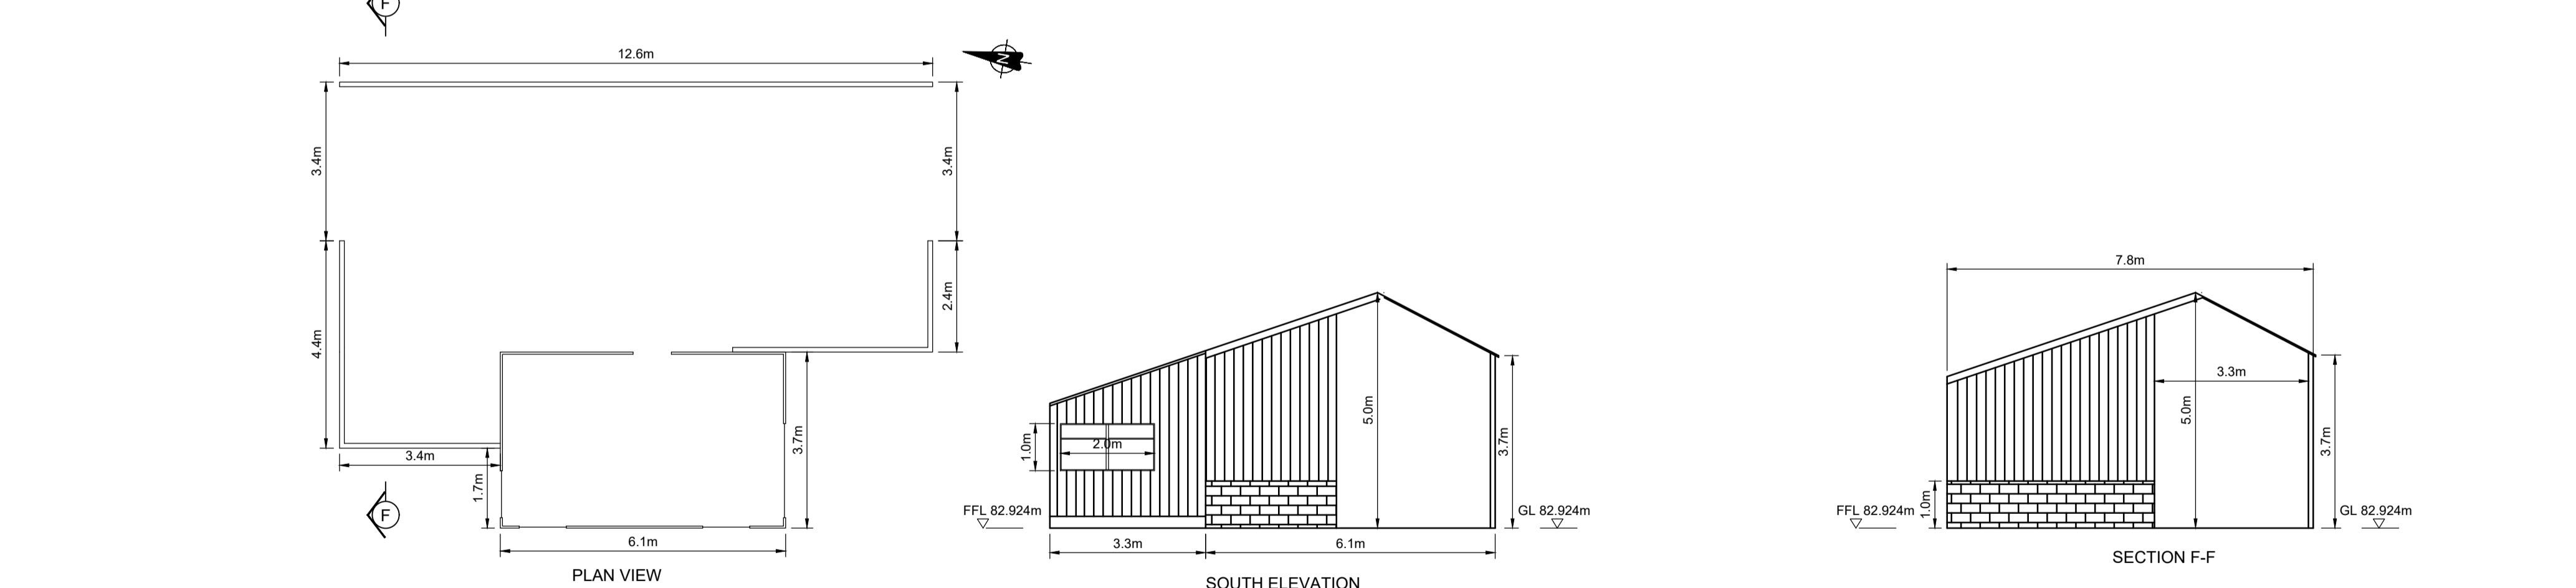 F
12.6m
N
3.4m
3.4m
4.4m
2.4m
3.4m
1.7m
3.7m
F
6.1m
PLAN VIEW
1.0m
2.0m
5.0m
3.7m
FFL 82.924m
GL 82.924m
3.3m
6.1m
SOUTH ELEVATION
7.8m
3.3m
5.0m
3.7m
FFL 82.924m
1.0m
GL 82.924m
SECTION F-F